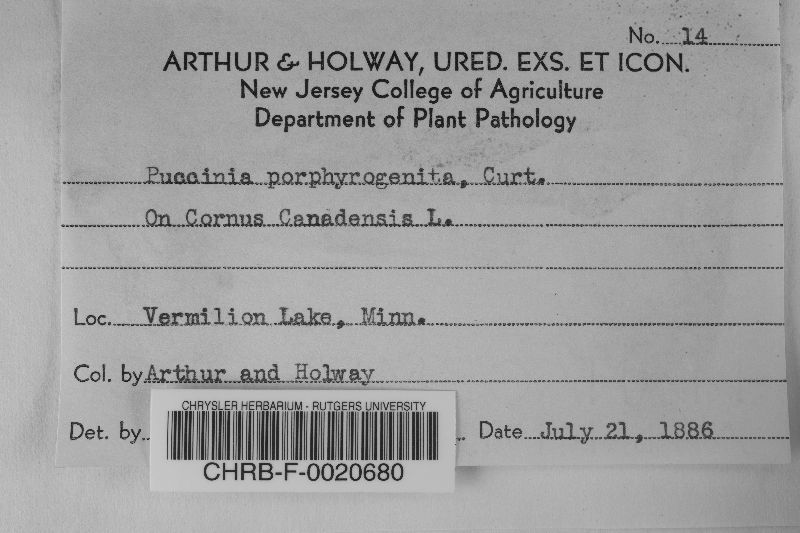 No. 14
ARTHUR & HOLWAY, URED. EXS. ET ICON.
New Jersey College of Agriculture
Department of Plant Pathology
Puccinia porphyrogenita, Curt.
On Cornus Canadensis L.
Loc. Vermilion Lake, Minn.
Col. by Arthur and Holway
Det. by Date July 21, 1886
CHRYSLER HERBARIUM - RUTGERS UNIVERSITY
CHRB-F-0020680